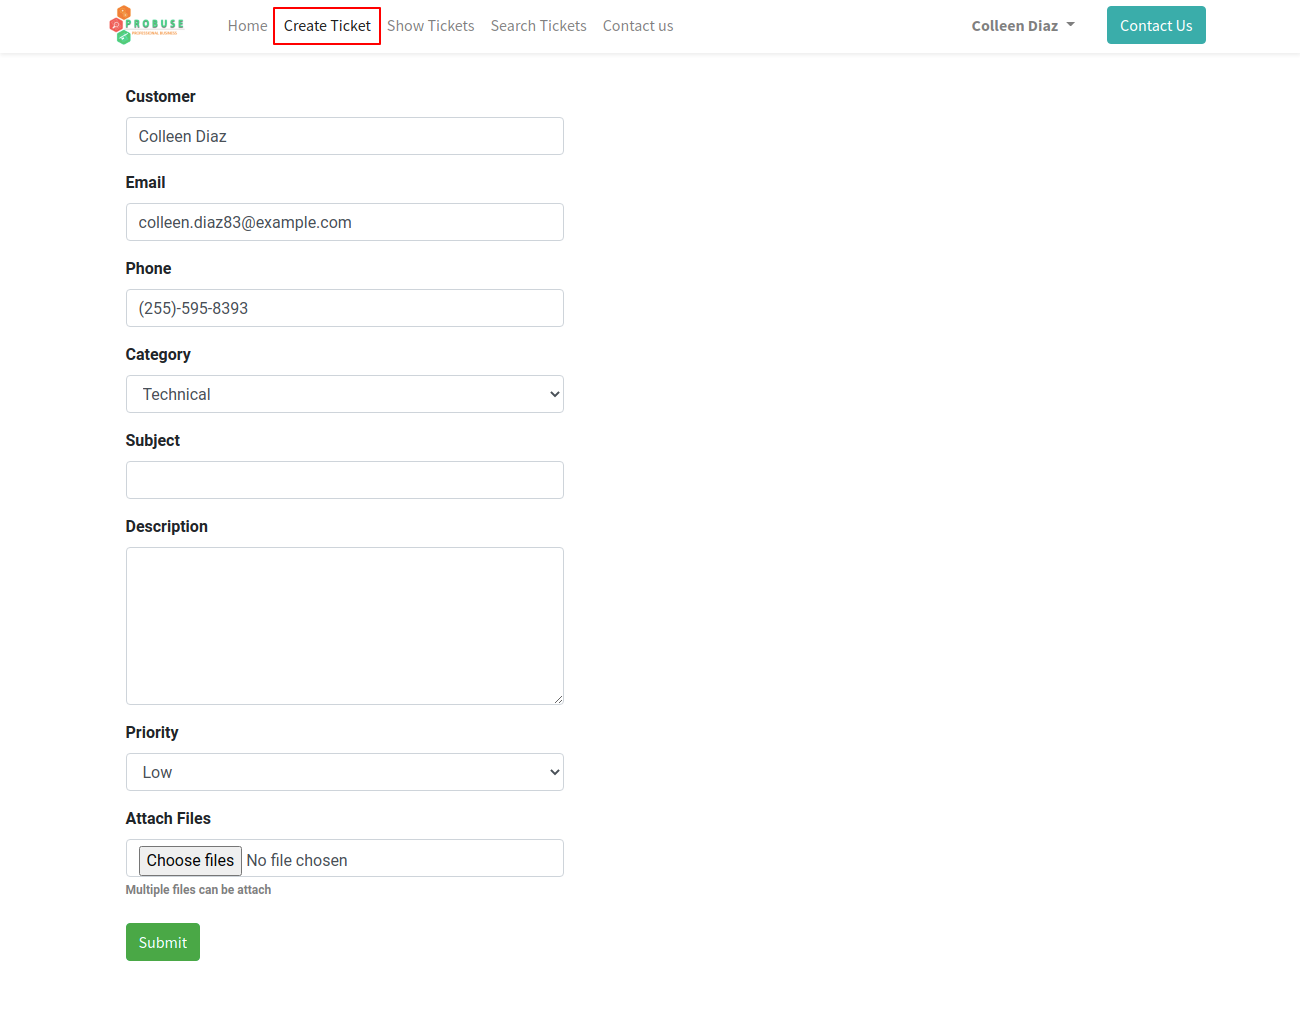 PROBUSE
PROFESSIONAL BUSINESS
Home Create Ticket Show Tickets Search Tickets Contact us Colleen Diaz Contact Us
Customer
Colleen Diaz
Email
colleen.diaz83@example.com
Phone
(255)-595-8393
Category
Technical
Subject
Description
Priority
Low
Attach Files
Choose files No file chosen
Multiple files can be attach
Submit